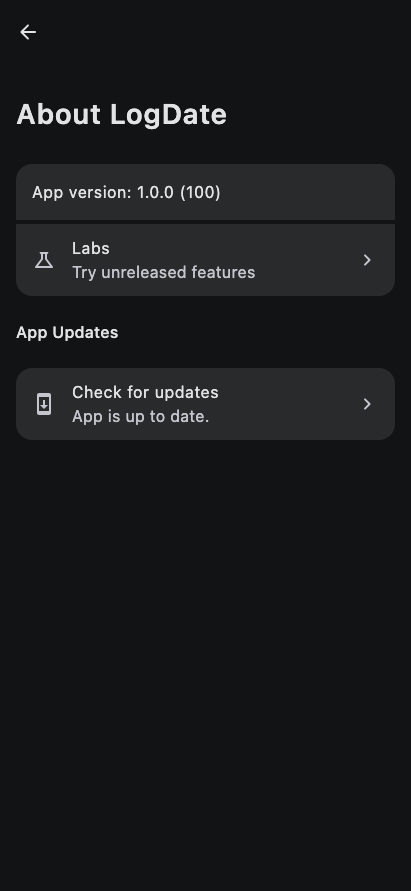 About LogDate
App version: 1.0.0 (100)
Labs
Try unreleased features
App Updates
Check for updates
App is up to date.